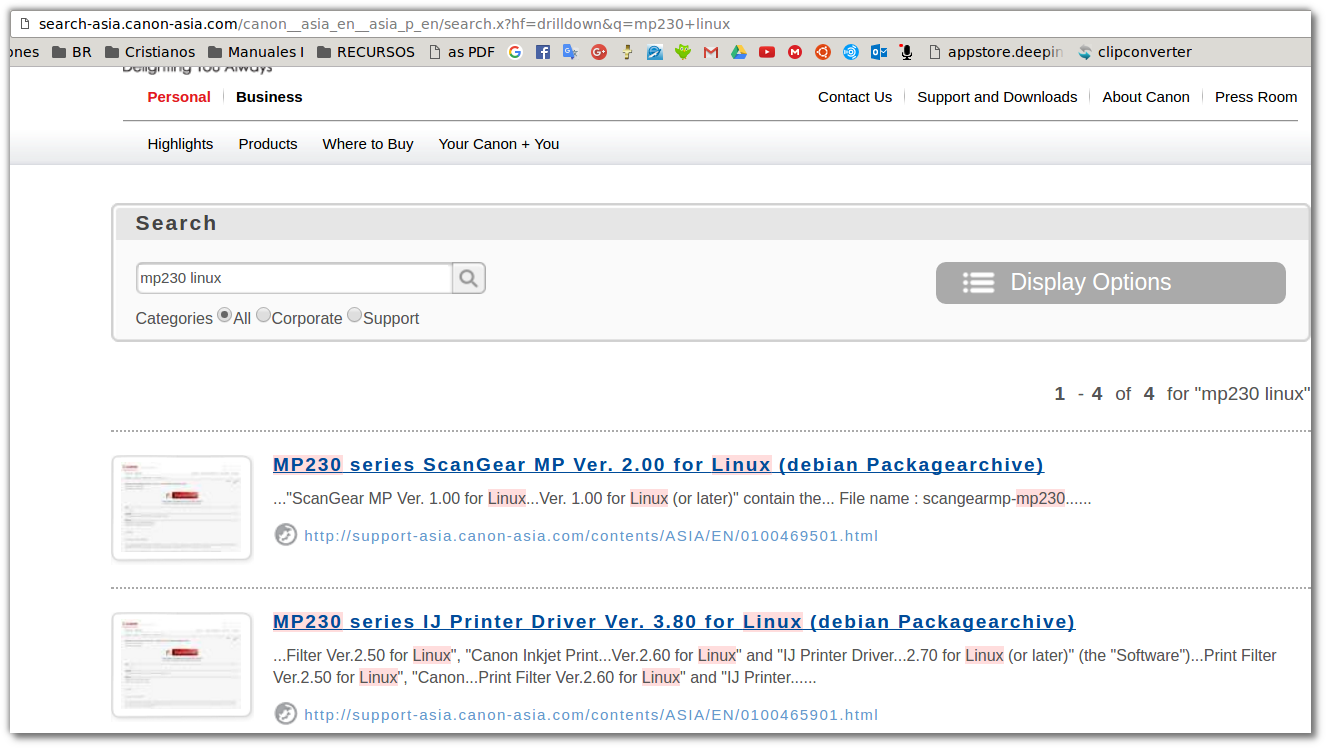 search-asia.canon-asia.com/canon__asia_en__asia_p_en/search.x?hf=drilldown&q=mp230+linux
ones BR Cristianos Manuales I RECURSOS as PDF appstore.deepin clipconverter
Delighting You Always
Personal Business Contact Us Support and Downloads About Canon Press Room
Highlights Products Where to Buy Your Canon + You
Search
mp230 linux
Display Options
Categories All Corporate Support
1 - 4 of 4 for "mp230 linux"
MP230 series ScanGear MP Ver. 2.00 for Linux (debian Packagearchive)
..."ScanGear MP Ver. 1.00 for Linux...Ver. 1.00 for Linux (or later)" contain the... File name : scangearmp-mp230......
http://support-asia.canon-asia.com/contents/ASIA/EN/0100469501.html
MP230 series IJ Printer Driver Ver. 3.80 for Linux (debian Packagearchive)
...Filter Ver.2.50 for Linux", "Canon Inkjet Print...Ver.2.60 for Linux" and "IJ Printer Driver...2.70 for Linux (or later)" (the "Software")...Print Filter
Ver.2.50 for Linux", "Canon...Print Filter Ver.2.60 for Linux" and "IJ Printer......
http://support-asia.canon-asia.com/contents/ASIA/EN/0100465901.html